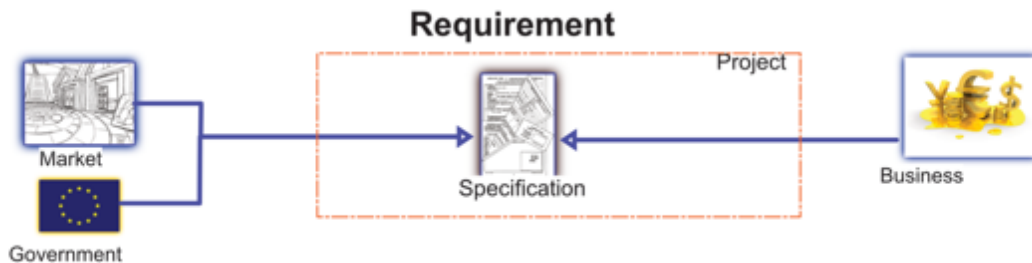 Requirement
Project
Market
Specification
Business
Government